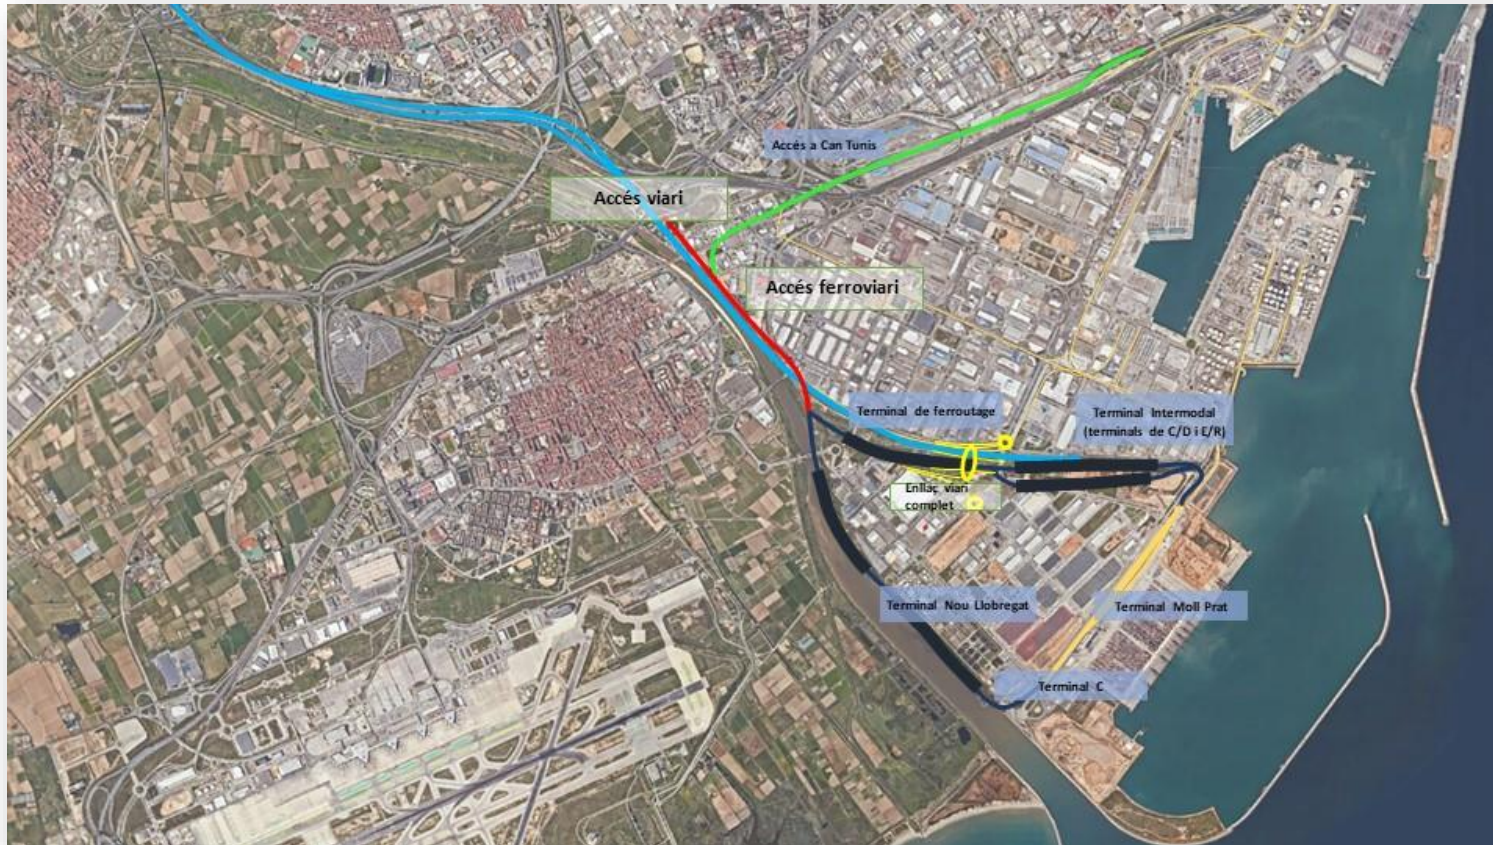 Accés a Can Tunis
Accés viari
Accés ferroviari
Terminal de ferroutage
Terminal Intermodal
(terminals de C/D i E/R)
Enllaç viari
complet
Terminal Nou Llobregat
Terminal Moll Prat
Terminal C